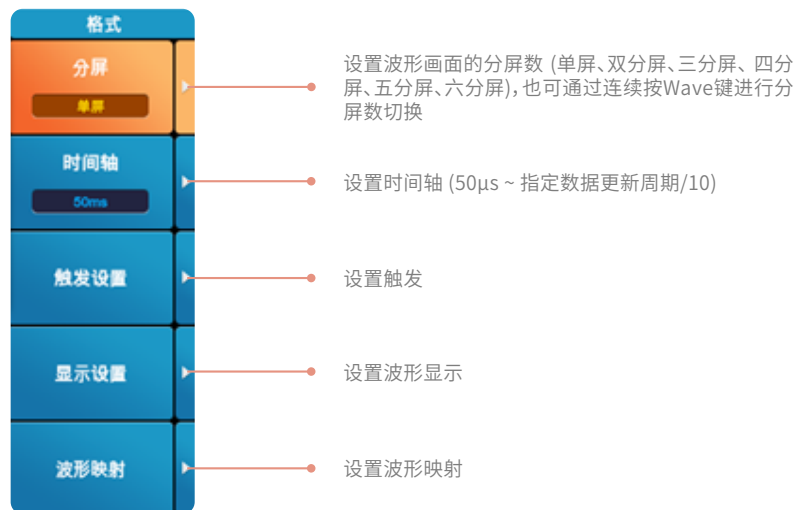 格式
分屏
单屏
设置波形画面的分屏数 (单屏、双分屏、三分屏、四分
屏、五分屏、六分屏),也可通过连续按Wave键进行分
屏数切换
时间轴
50ms
设置时间轴 (50μs ~ 指定数据更新周期/10)
触发设置
设置触发
显示设置
设置波形显示
波形映射
设置波形映射